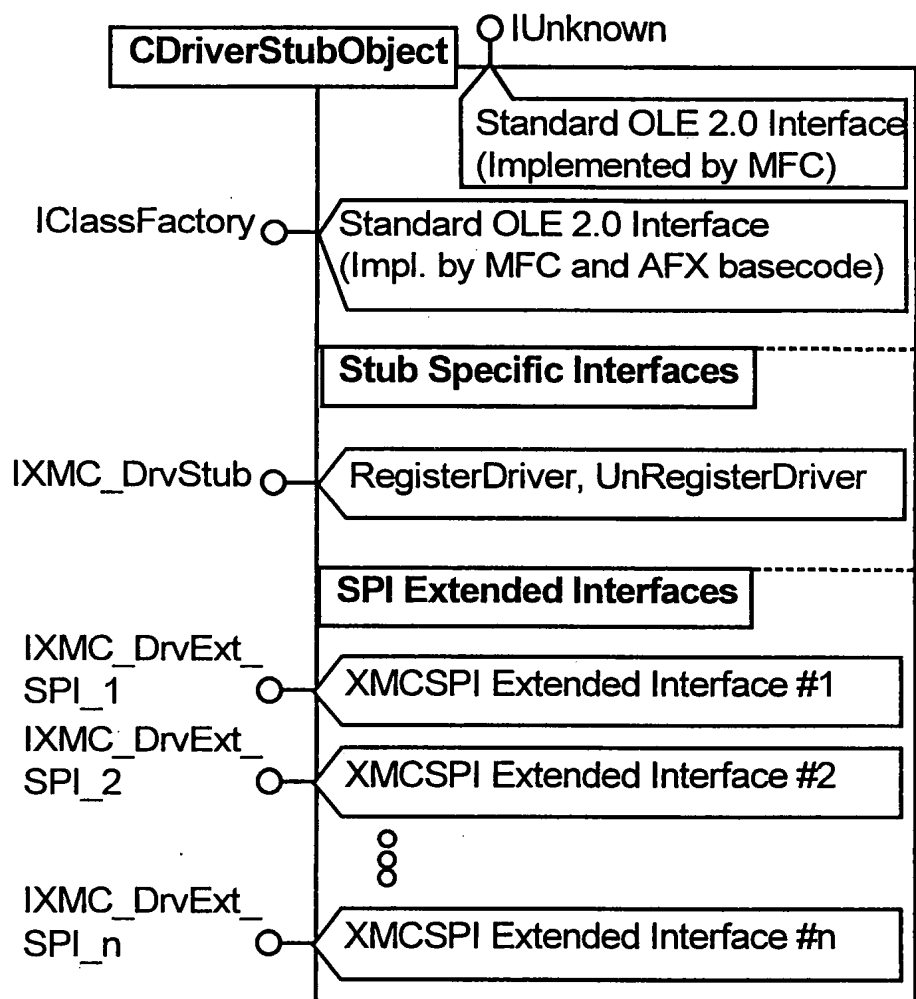 IUnknown
CDriverStubObject
Standard OLE 2.0 Interface
(Implemented by MFC)
IClassFactory
Standard OLE 2.0 Interface
(Impl. by MFC and AFX basecode)
Stub Specific Interfaces
IXMC_DrvStub
RegisterDriver, UnRegisterDriver
SPI Extended Interfaces
IXMC_DrvExt_
SPI_1
XMCSPI Extended Interface #1
IXMC_DrvExt_
SPI_2
XMCSPI Extended Interface #2
IXMC_DrvExt_
SPI_n
XMCSPI Extended Interface #n